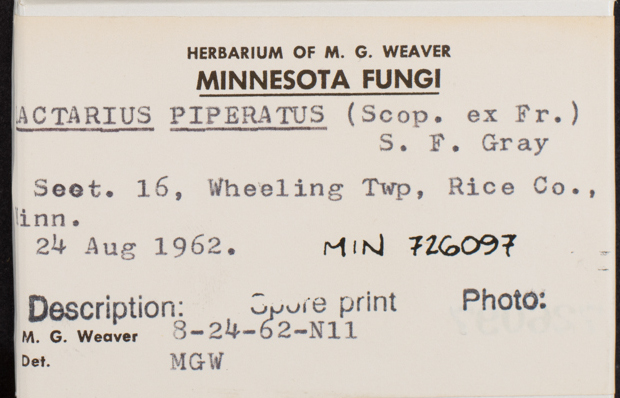 HERBARIUM OF M. G. WEAVER
MINNESOTA FUNGI
ACTARIUS PIPERATUS (Scop. ex Fr.)
S. F. Gray
Sect. 16, Wheeling Twp, Rice Co.,
inn.
24 Aug 1962. MIN 726097
Description: Spore print Photo:
M. G. Weaver 8-24-62-N11
Det. MGW